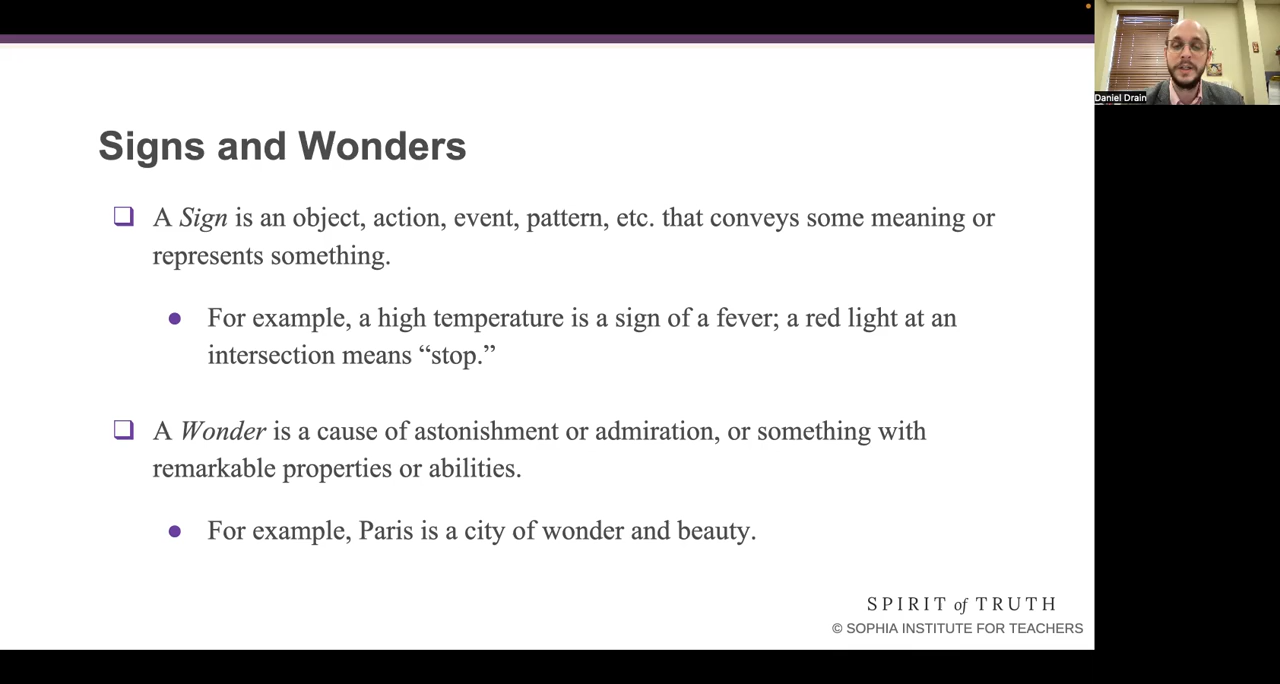 Daniel Drain
Signs and Wonders
❑ A Sign is an object, action, event, pattern, etc. that conveys some meaning or
represents something.
● For example, a high temperature is a sign of a fever; a red light at an
intersection means “stop.”
❑ A Wonder is a cause of astonishment or admiration, or something with
remarkable properties or abilities.
● For example, Paris is a city of wonder and beauty.
SPIRIT of TRUTH
© SOPHIA INSTITUTE FOR TEACHERS